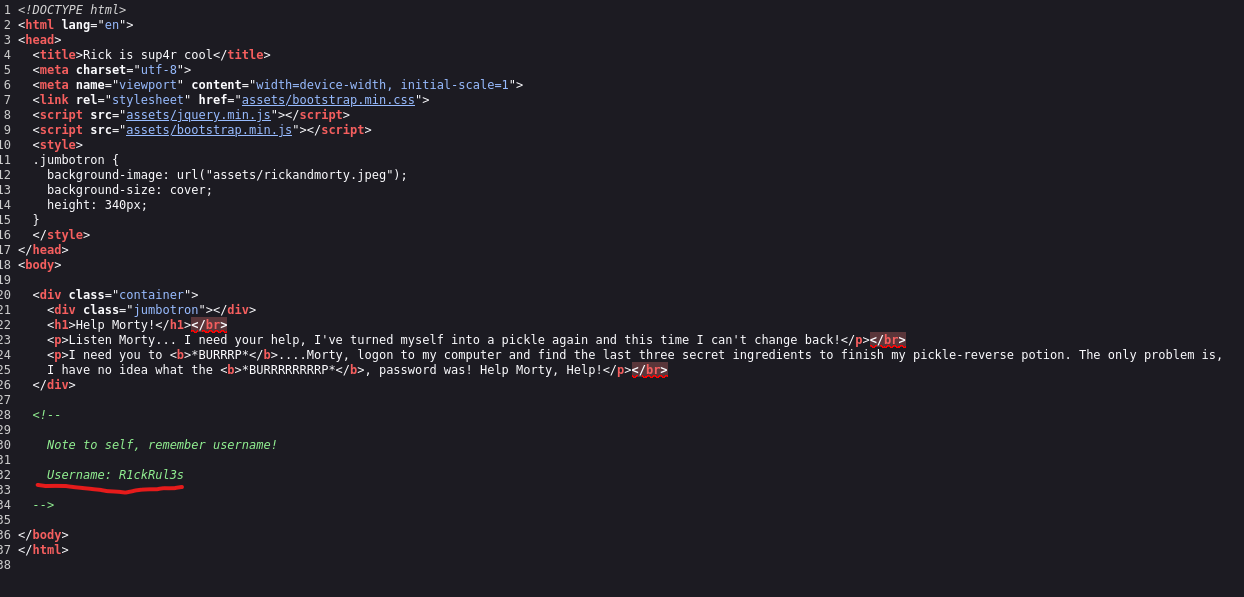 1 <!DOCTYPE html>
2 <html lang="en">
3 <head>
4   <title>Rick is sup4r cool</title>
5   <meta charset="utf-8">
6   <meta name="viewport" content="width=device-width, initial-scale=1">
7   <link rel="stylesheet" href="assets/bootstrap.min.css">
8   <script src="assets/jquery.min.js"></script>
9   <script src="assets/bootstrap.min.js"></script>
10   <style>
11   .jumbotron {
12     background-image: url("assets/rickandmorty.jpeg");
13     background-size: cover;
14     height: 340px;
15   }
16   </style>
17 </head>
18 <body>
19
20   <div class="container">
21     <div class="jumbotron"></div>
22     <h1>Help Morty!</h1></br>
23     <p>Listen Morty... I need your help, I've turned myself into a pickle again and this time I can't change back!</p></br>
24     <p>I need you to <b>*BURRRP*</b>....Morty, logon to my computer and find the last three secret ingredients to finish my pickle-reverse potion. The only problem is,
25     I have no idea what the <b>*BURRRRRRRRP*</b>, password was! Help Morty, Help!</p></br>
26   </div>
27
28   <!--
29
30     Note to self, remember username!
31
32     Username: R1ckRul3s
33
34   -->
35
36 </body>
37 </html>
38